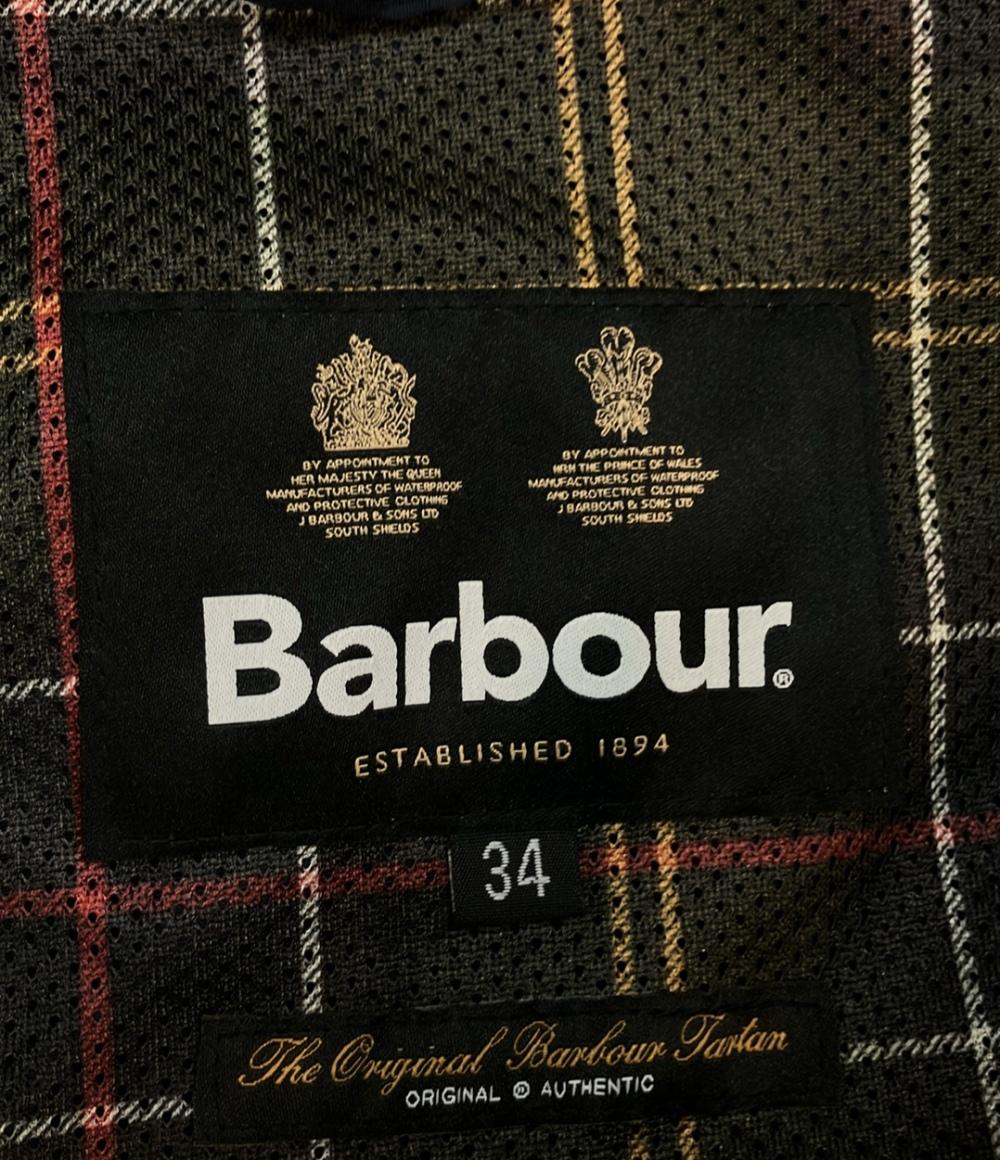 BY APPOINTMENT TO
HER MAJESTY THE QUEEN
MANUFACTURERS OF WATERPROOF
AND PROTECTIVE CLOTHING
J BARBOUR & SONS LTD
SOUTH SHIELDS
BY APPOINTMENT TO
HRH THE PRINCE OF WALES
MANUFACTURERS OF WATERPROOF
AND PROTECTIVE CLOTHING
J BARBOUR & SONS LTD
SOUTH SHIELDS
Barbour®
ESTABLISHED 1894
34
The Original Barbour Tartan
ORIGINAL ® AUTHENTIC